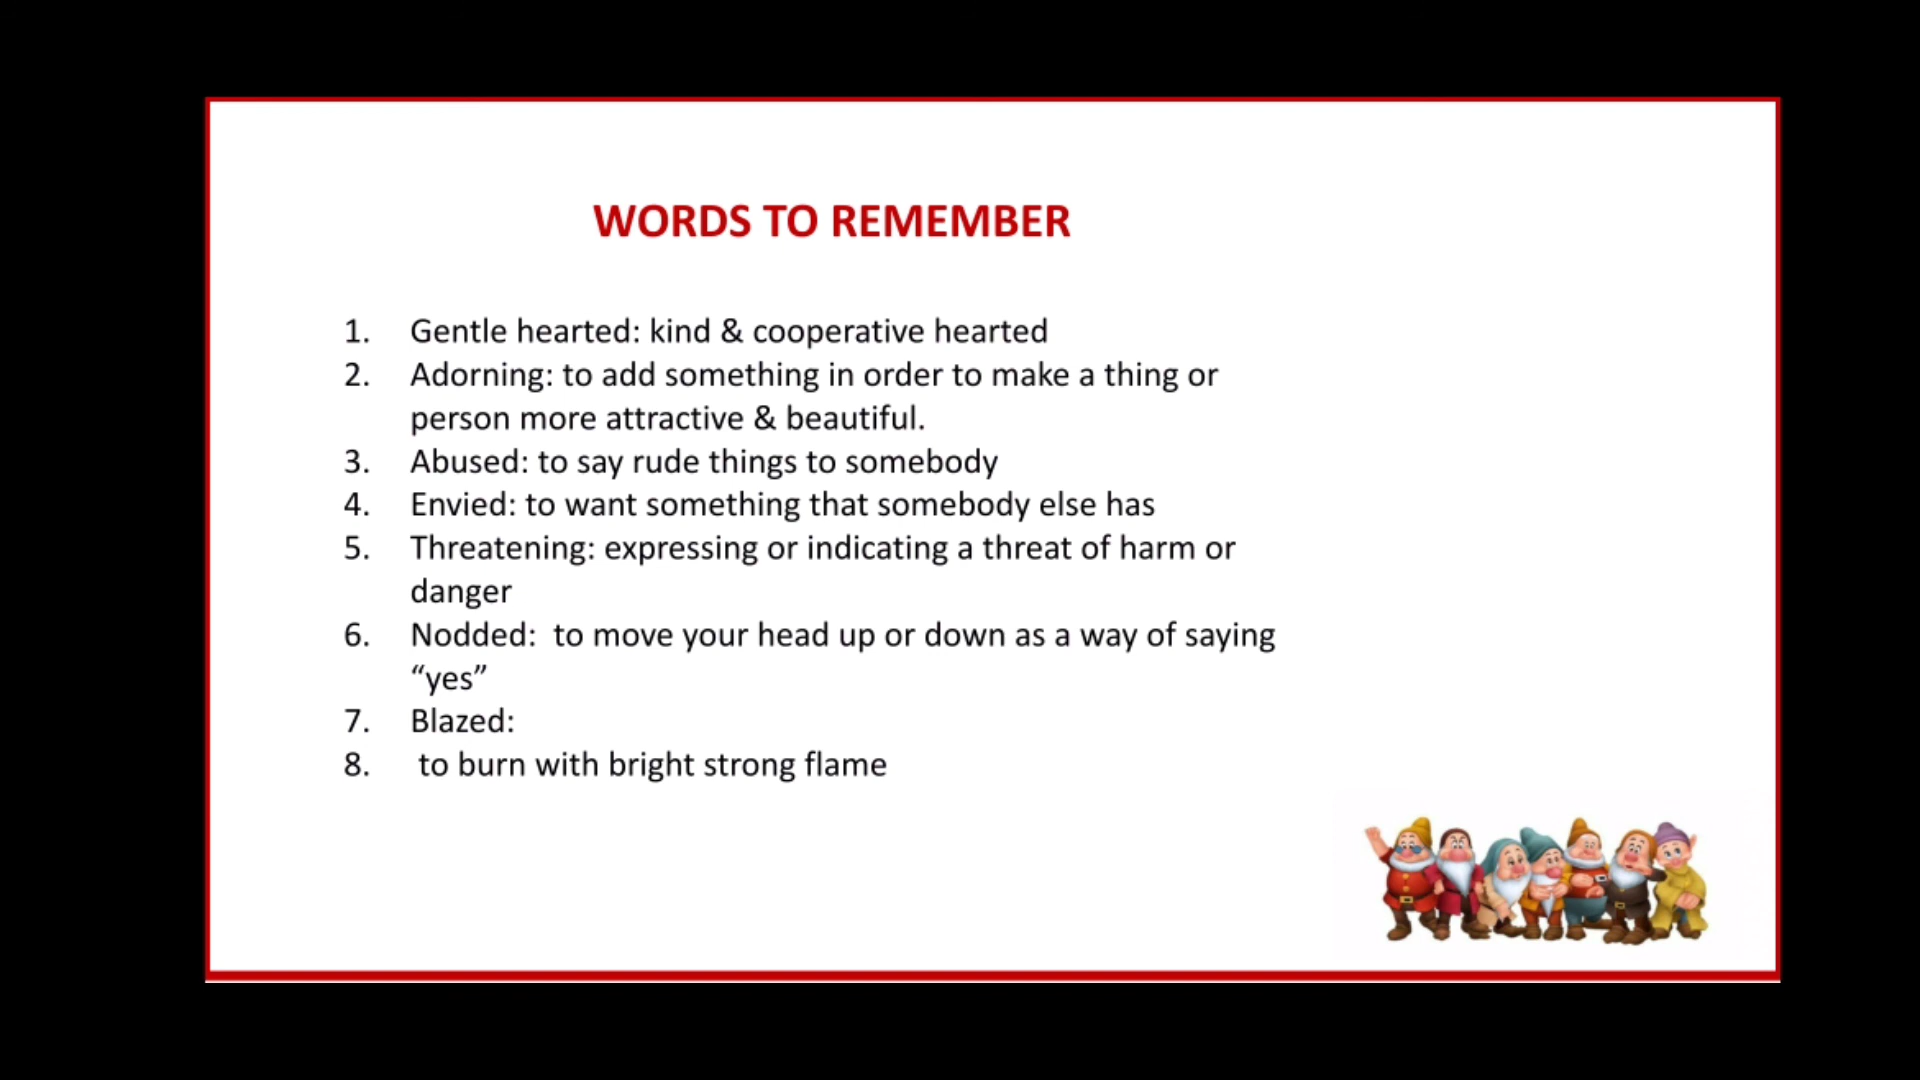 WORDS TO REMEMBER
1. Gentle hearted: kind & cooperative hearted
2. Adorning: to add something in order to make a thing or
person more attractive & beautiful.
3. Abused: to say rude things to somebody
4. Envied: to want something that somebody else has
5. Threatening: expressing or indicating a threat of harm or
danger
6. Nodded:  to move your head up or down as a way of saying
“yes”
7. Blazed:
8.  to burn with bright strong flame